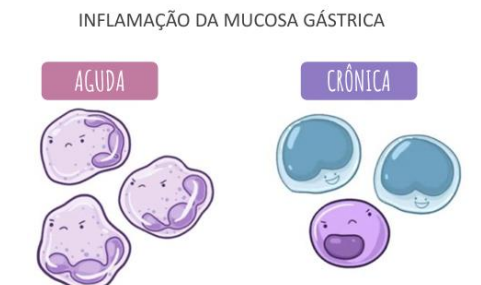 INFLAMAÇÃO DA MUCOSA GÁSTRICA
AGUDA
CRÔNICA